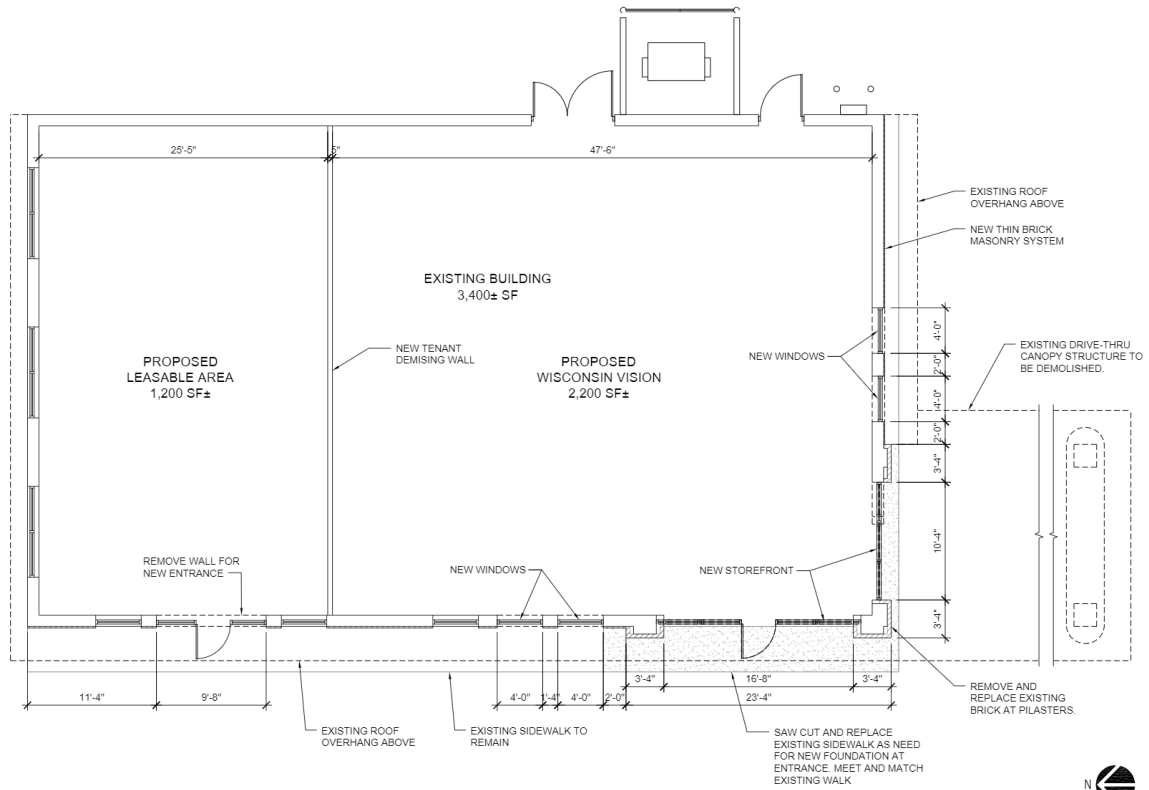 25'-5"
5"
47'-6"
EXISTING ROOF
OVERHANG ABOVE
NEW THIN BRICK
MASONRY SYSTEM
EXISTING BUILDING
3,400± SF
NEW TENANT
DEMISING WALL
PROPOSED
LEASABLE AREA
1,200 SF±
PROPOSED
WISCONSIN VISION
2,200 SF±
NEW WINDOWS
4'-0"
2'-0"
4'-0"
2'-0"
3'-4"
10'-4"
3'-4"
EXISTING DRIVE-THRU
CANOPY STRUCTURE TO
BE DEMOLISHED.
REMOVE WALL FOR
NEW ENTRANCE
NEW WINDOWS
NEW STOREFRONT
11'-4"
9'-8"
4'-0"
1'-4"
4'-0"
2'-0"
3'-4"
16'-8"
3'-4"
23'-4"
REMOVE AND
REPLACE EXISTING
BRICK AT PILASTERS.
EXISTING ROOF
OVERHANG ABOVE
EXISTING SIDEWALK TO
REMAIN
SAW CUT AND REPLACE
EXISTING SIDEWALK AS NEED
FOR NEW FOUNDATION AT
ENTRANCE. MEET AND MATCH
EXISTING WALK
N